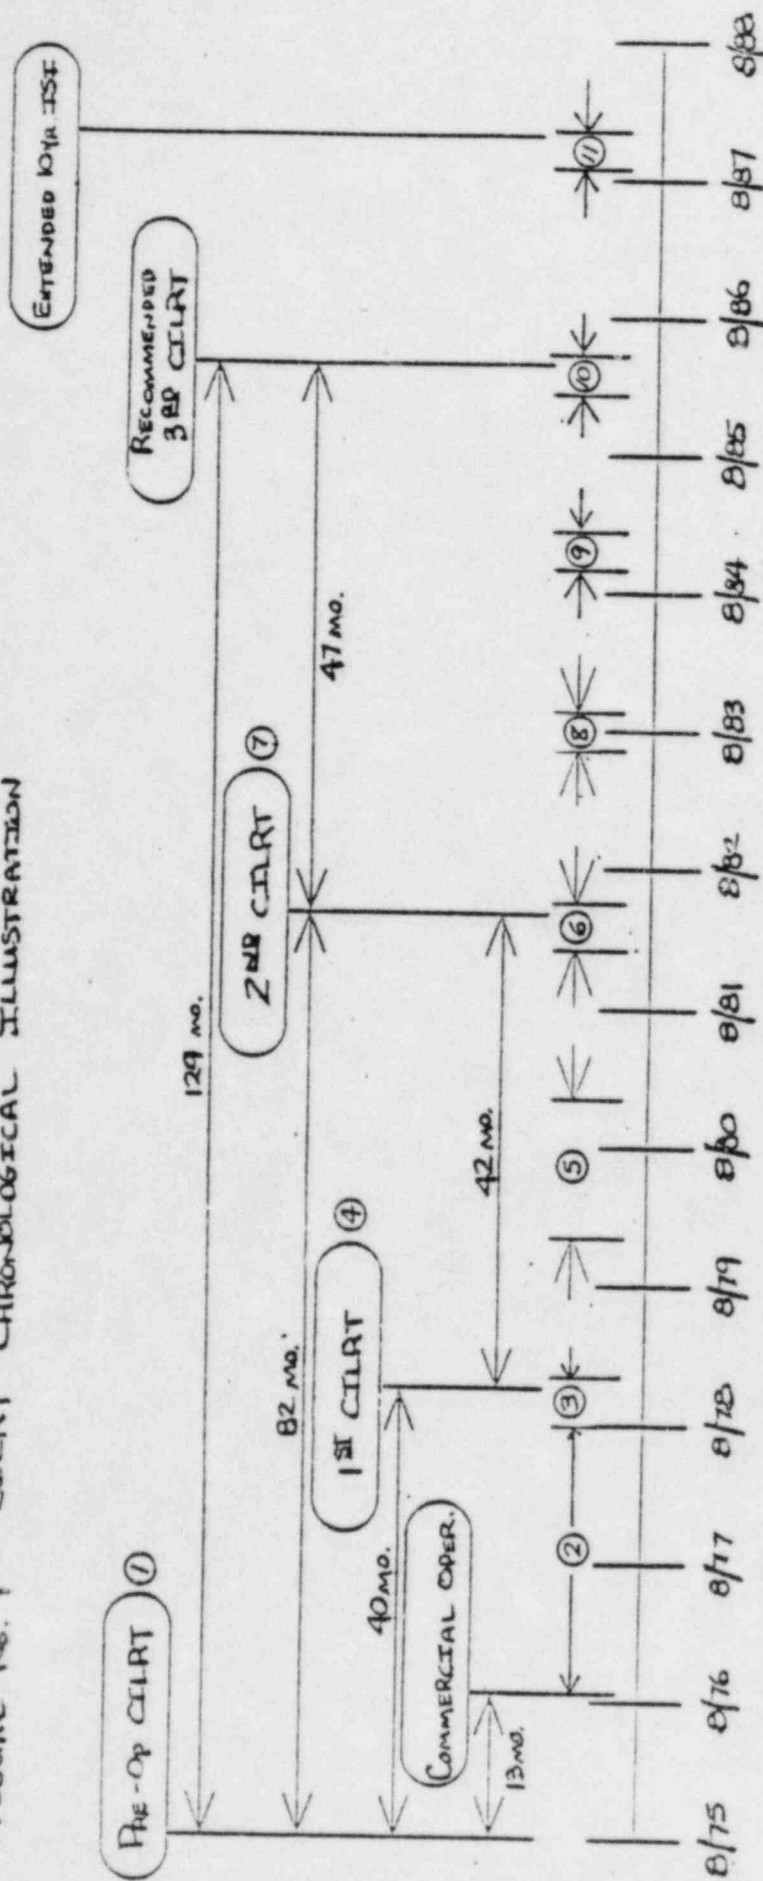 CHRONOLOGICAL ILLUSTRATION
PRE-OP CILRT ①
129 MO.
RECOMMENDED
3RD CILRT
EXTENDED 10YR ISI
82 MO.
2ND CILRT ⑦
47 MO.
40 MO.
1ST CILRT ④
42 MO.
COMMERCIAL OPER.
13 MO.
② ③ ⑤ ⑥ ⑧ ⑨ ⑩ ⑪
8/75 8/76 8/77 8/78 8/79 8/80 8/81 8/82 8/83 8/84 8/85 8/86 8/87 8/88